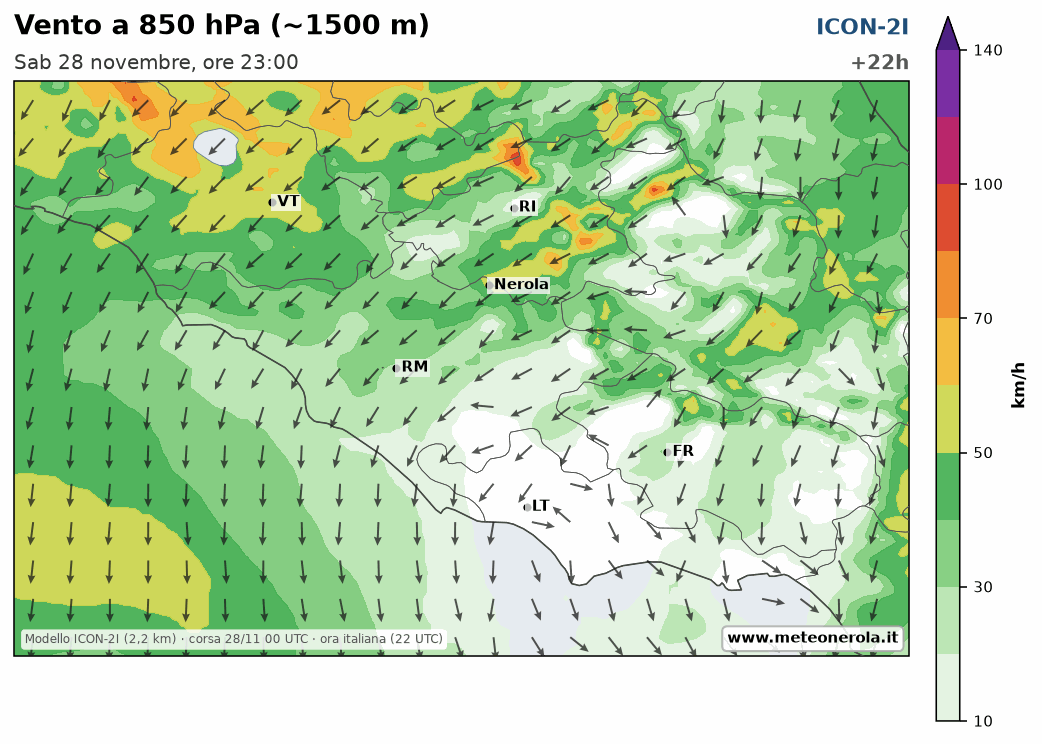 Vento a 850 hPa (~1500 m)
ICON-2I
Sab 28 novembre, ore 23:00
+22h
VT
RI
Nerola
RM
FR
LT
Modello ICON-2I (2,2 km) · corsa 28/11 00 UTC · ora italiana (22 UTC)
www.meteonerola.it
140
100
70
50
30
10
km/h